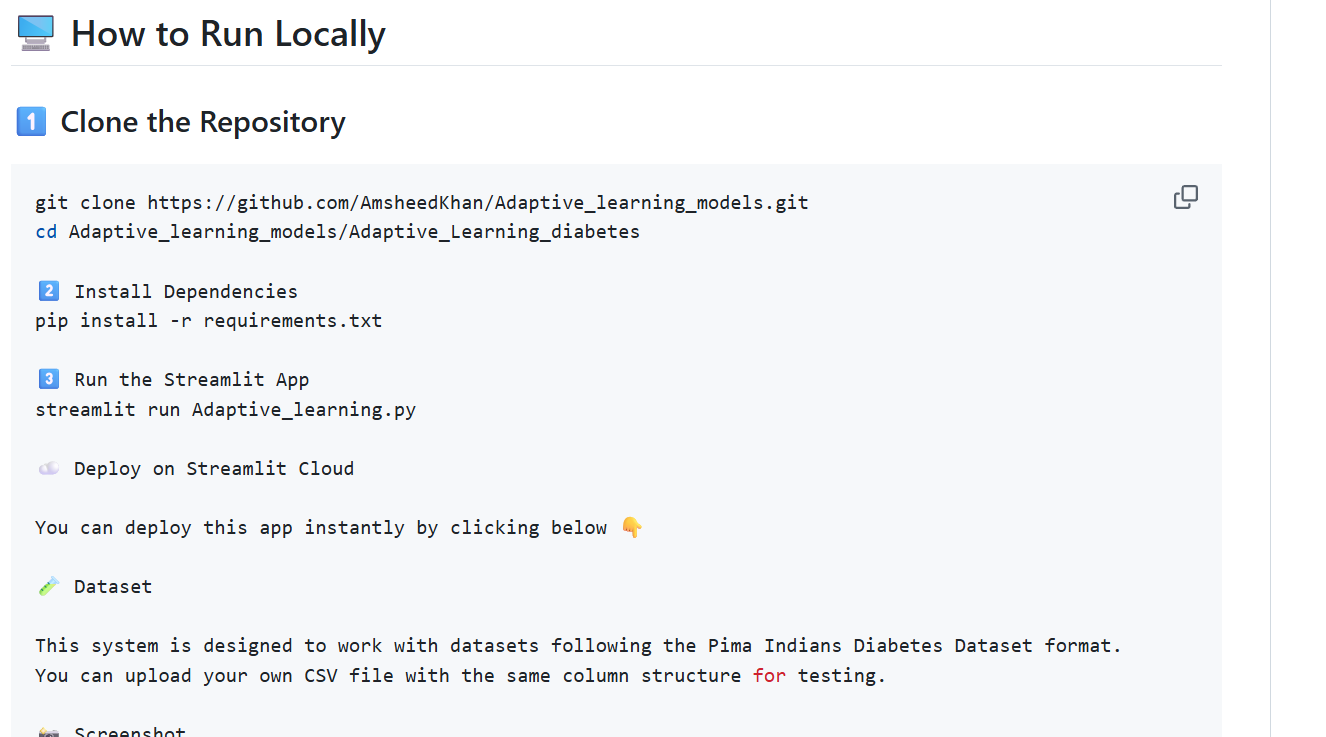 💻 How to Run Locally
1️⃣ Clone the Repository
git clone https://github.com/AmsheedKhan/Adaptive_learning_models.git
cd Adaptive_learning_models/Adaptive_Learning_diabetes
2️⃣ Install Dependencies
pip install -r requirements.txt
3️⃣ Run the Streamlit App
streamlit run Adaptive_learning.py
☁️ Deploy on Streamlit Cloud
You can deploy this app instantly by clicking below 👇
🧪 Dataset
This system is designed to work with datasets following the Pima Indians Diabetes Dataset format.
You can upload your own CSV file with the same column structure for testing.
📸 Screenshot